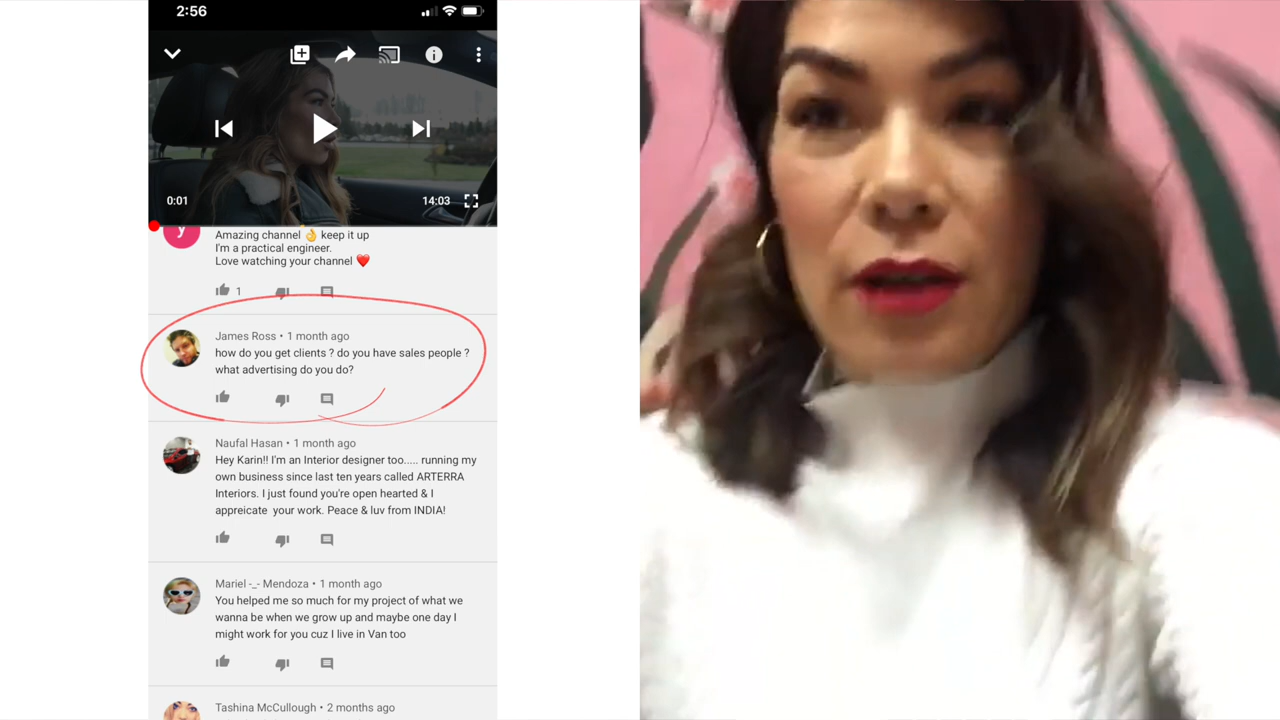 2:56
0:01
14:03
y
Amazing channel 👌 keep it up
I'm a practical engineer.
Love watching your channel ❤️
1
James Ross • 1 month ago
how do you get clients ? do you have sales people ?
what advertising do you do?
Naufal Hasan • 1 month ago
Hey Karin!! I'm an Interior designer too..... running my
own business since last ten years called ARTERRA
Interiors. I just found you're open hearted & I
appreicate your work. Peace & luv from INDIA!
Mariel -_- Mendoza • 1 month ago
You helped me so much for my project of what we
wanna be when we grow up and maybe one day I
might work for you cuz I live in Van too
Tashina McCullough • 2 months ago